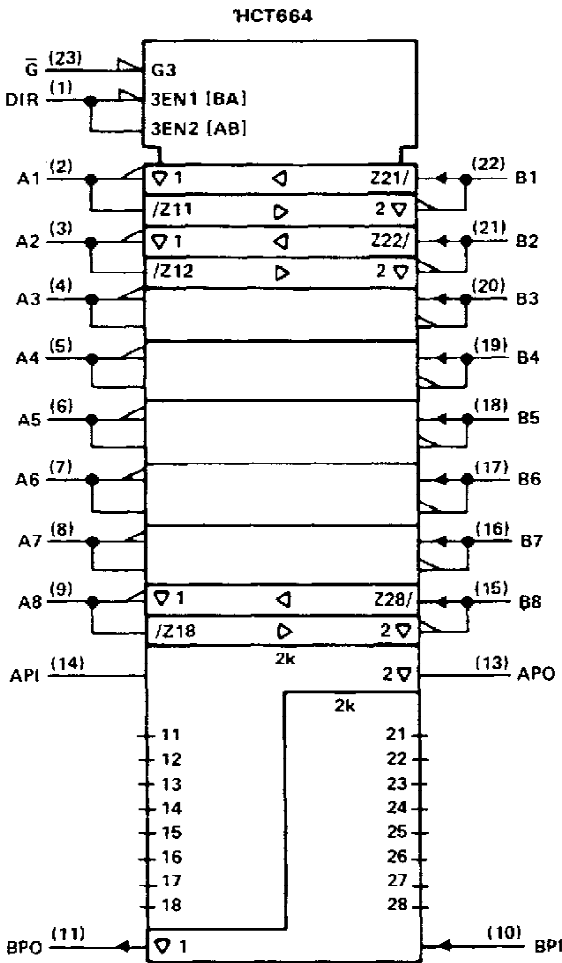 'HCT664
G̅ (23) G3
DIR (1) 3EN1 [BA]
3EN2 [AB]
A1 (2) ▽ 1 ◁ Z21/ (22) B1
/Z11 ▷ 2 ▽
A2 (3) ▽ 1 ◁ Z22/ (21) B2
/Z12 ▷ 2 ▽
A3 (4) (20) B3
A4 (5) (19) B4
A5 (6) (18) B5
A6 (7) (17) B6
A7 (8) (16) B7
A8 (9) ▽ 1 ◁ Z28/ (15) B8
/Z18 ▷ 2 ▽
2k
API (14) 2 ▽ (13) APO
2k
11 21
12 22
13 23
14 24
15 25
16 26
17 27
18 28
BPO (11) ▽ 1 (10) BPI